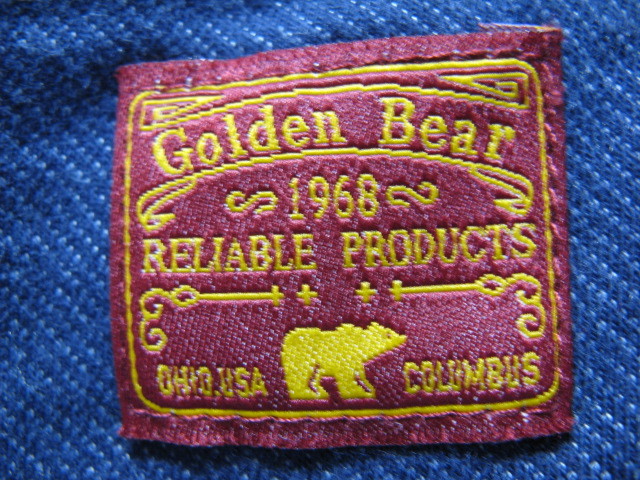 Golden Bear
1968
RELIABLE PRODUCTS
OHIO.USA COLUMBUS